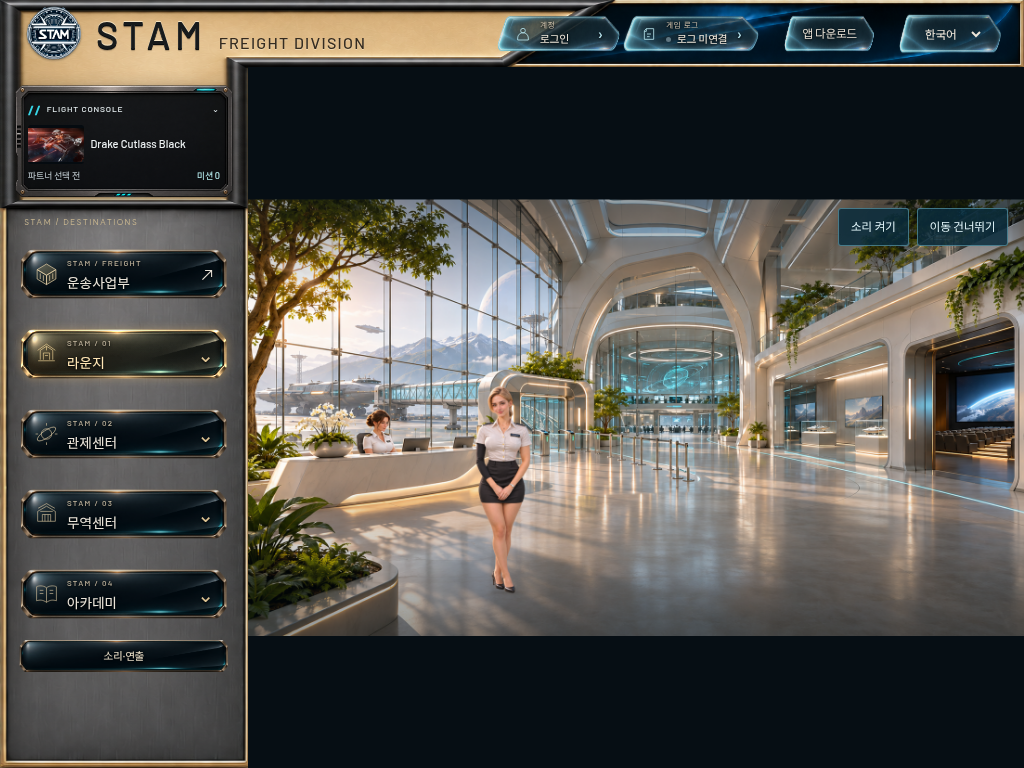 STAM
STAM FREIGHT DIVISION
계정
로그인
게임 로그
로그 미연결
앱 다운로드
한국어
FLIGHT CONSOLE
Drake Cutlass Black
파트너 선택 전
미션 0
STAM / DESTINATIONS
STAM / FREIGHT
운송사업부
STAM / 01
라운지
STAM / 02
관제센터
STAM / 03
무역센터
STAM / 04
아카데미
소리·연출
소리 켜기
이동 건너뛰기